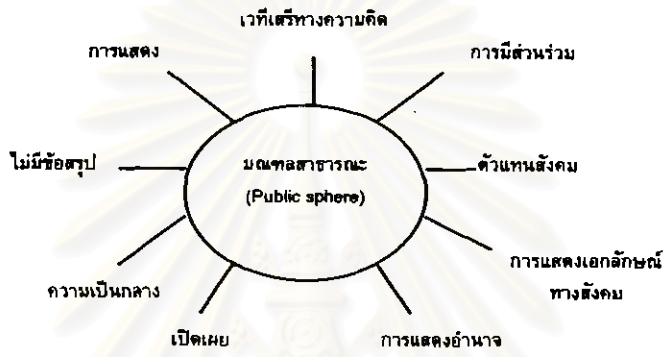 เวทีเสรีทางความคิด
การแสดง
การมีส่วนร่วม
ไม่มีข้อสรุป
มณฑลสาธารณะ
ตัวแทนสังคม
(Public sphere)
การแสดงเอกลักษณ์
ทางสังคม
ความเป็นกลาง
เปิดเผย
การแสดงอำนาจ